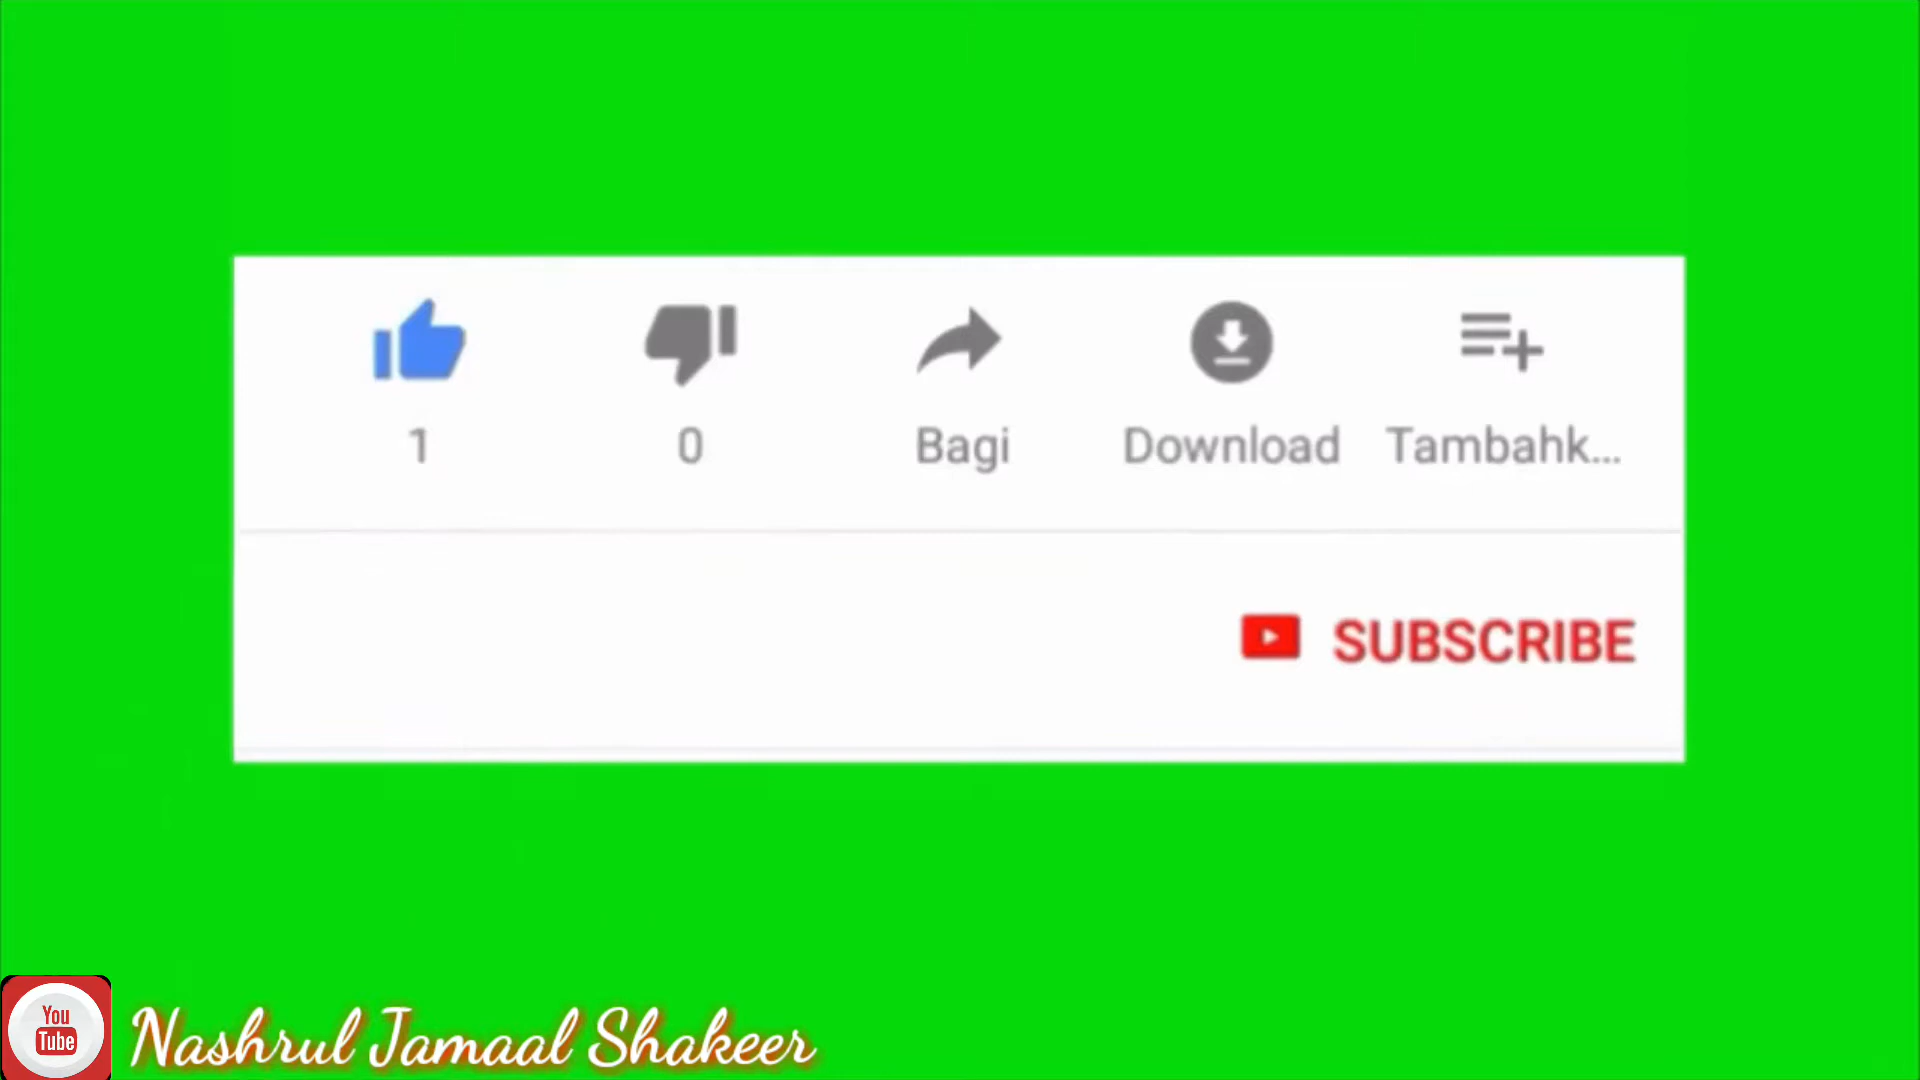 1 0 Bagi Download Tambahk...
SUBSCRIBE
You
Tube
Nashrul Jamaal Shakeer